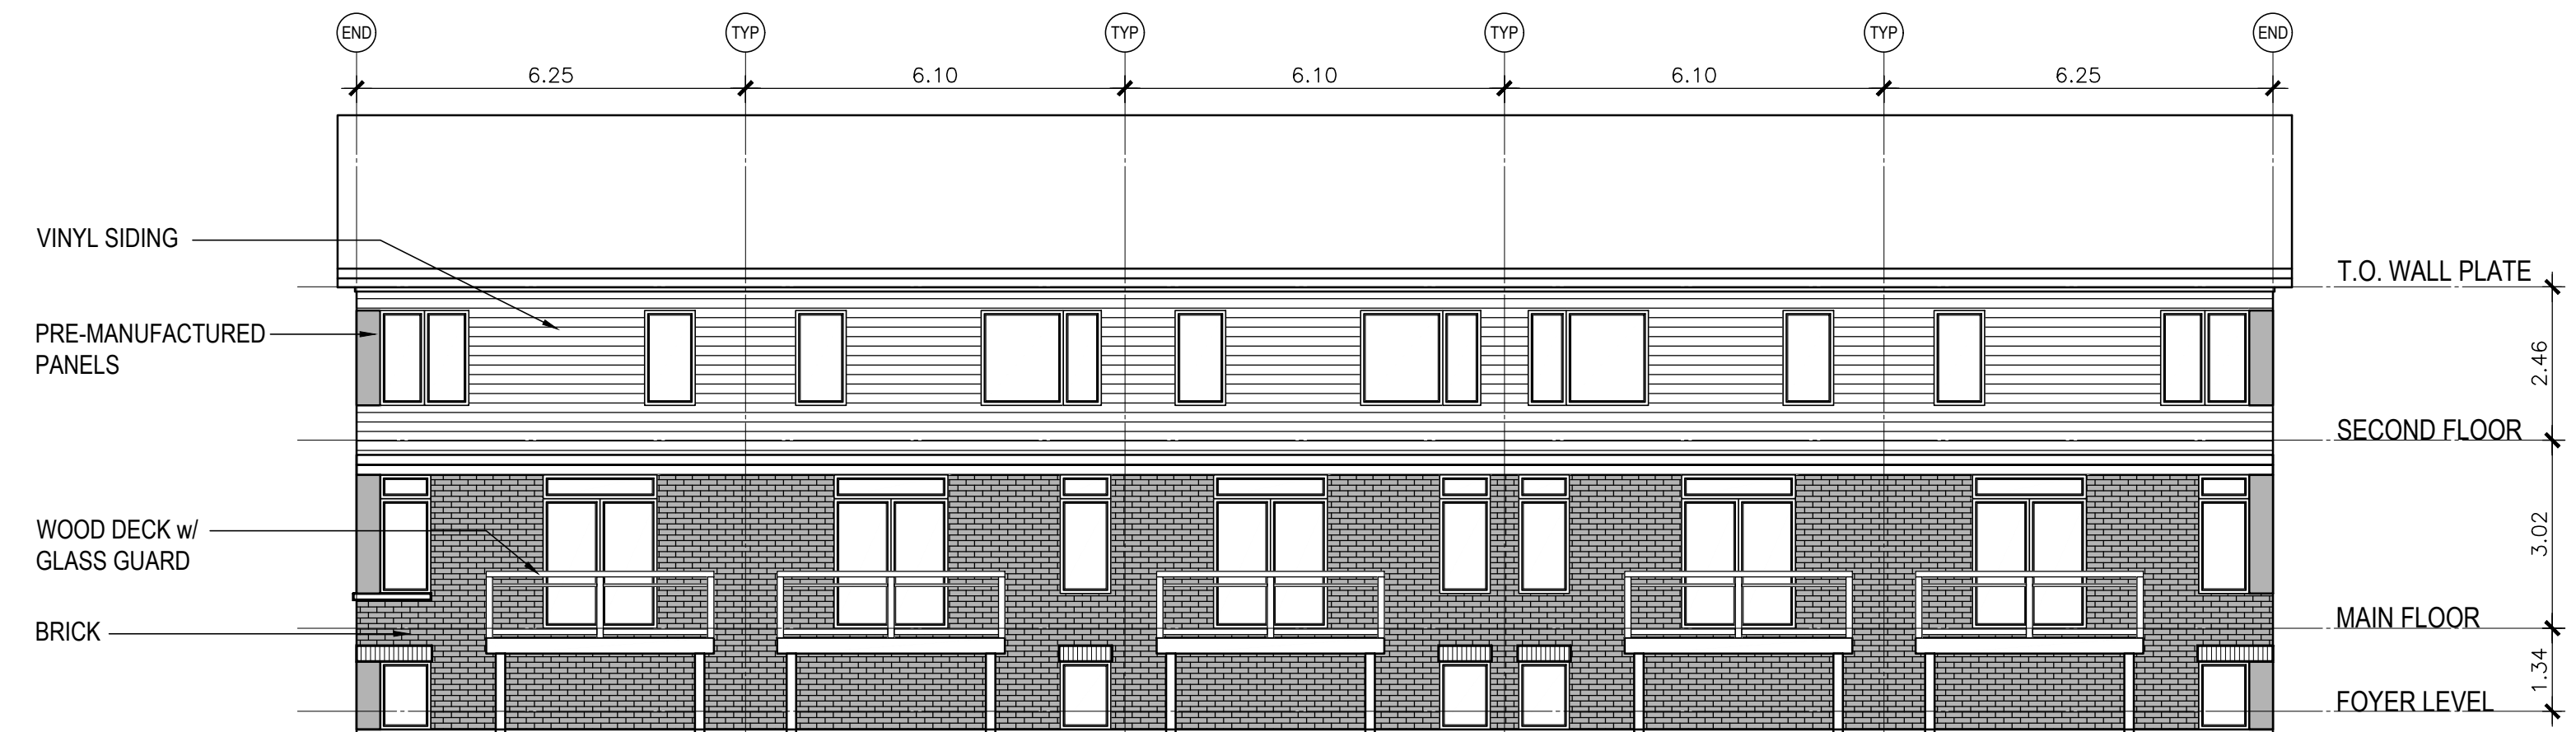 END TYP TYP TYP TYP END
6.25 6.10 6.10 6.10 6.25
VINYL SIDING
T.O. WALL PLATE
PRE-MANUFACTURED
PANELS
2.46
SECOND FLOOR
WOOD DECK w/
GLASS GUARD
3.02
MAIN FLOOR
BRICK
1.34
FOYER LEVEL